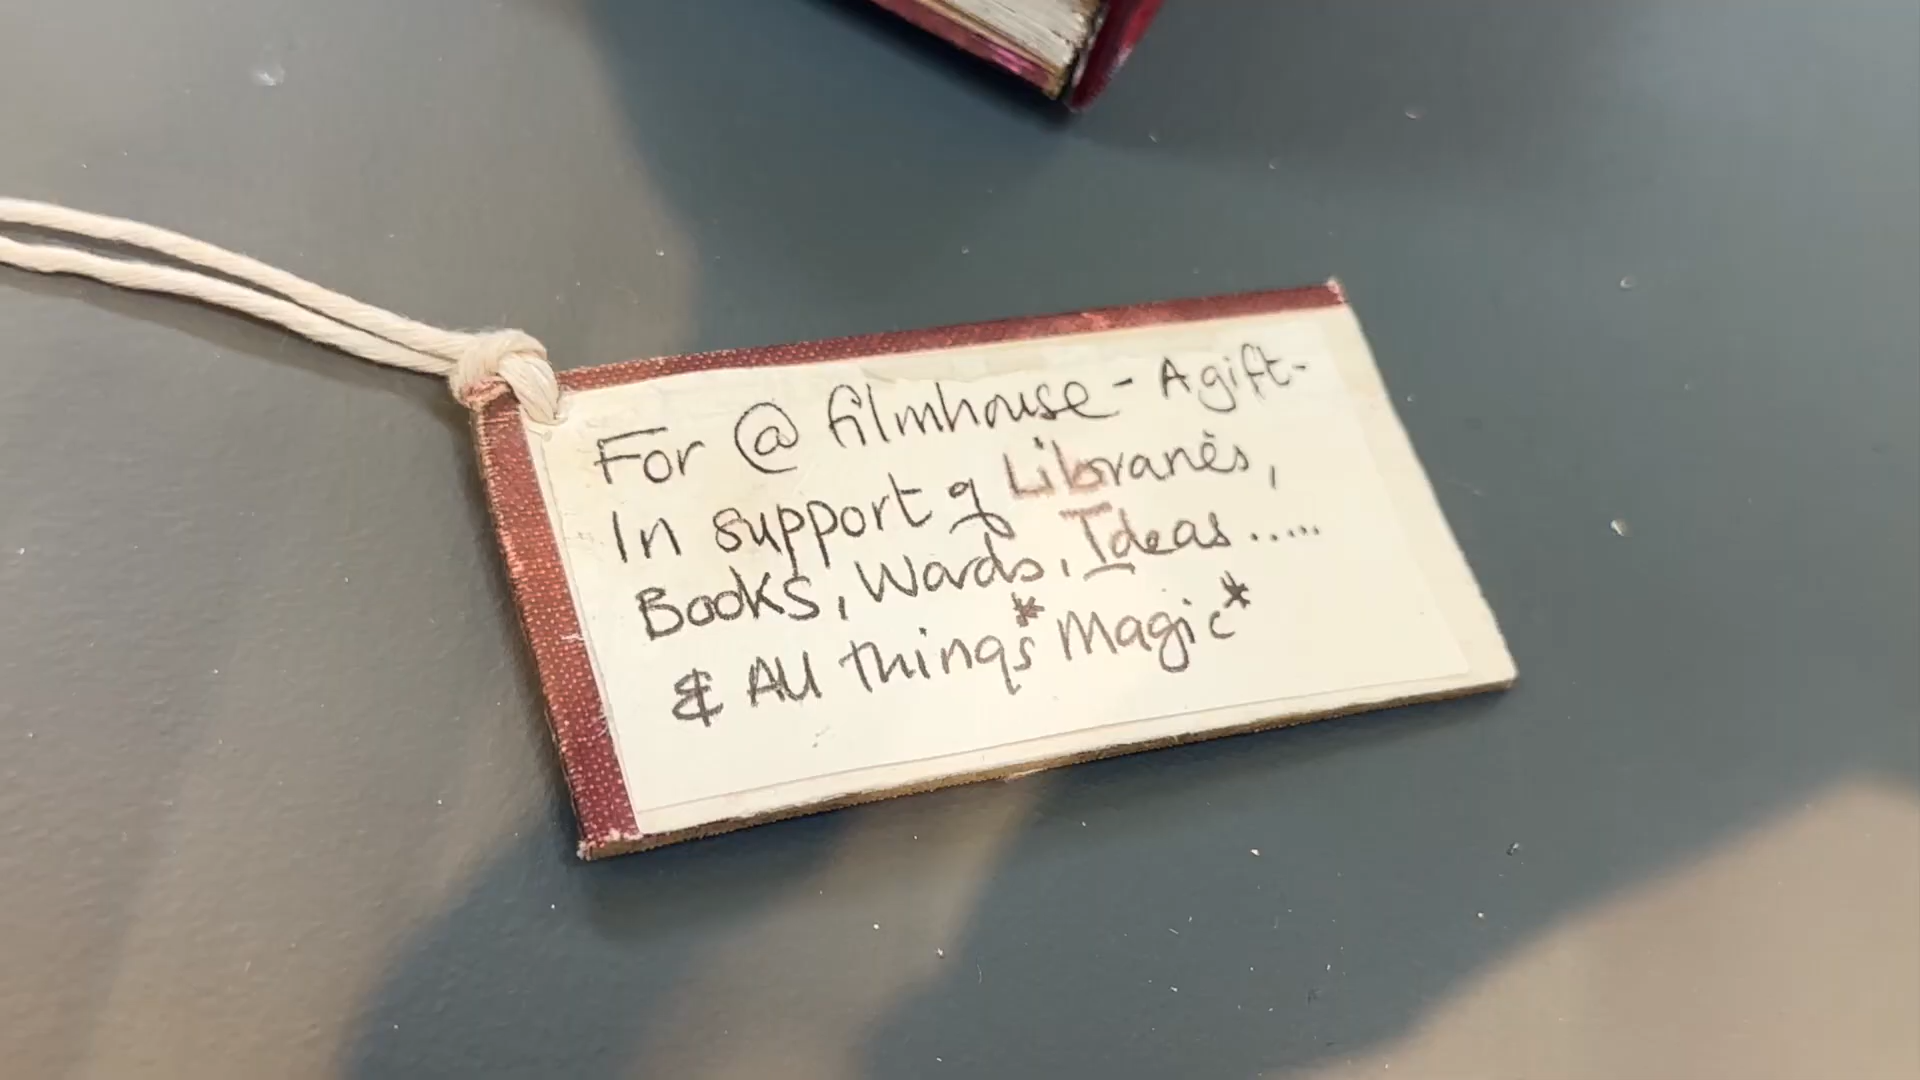 For @ filmhouse - A gift -
In support of Libraries,
Books, Words, Ideas.....
& All things *Magic*